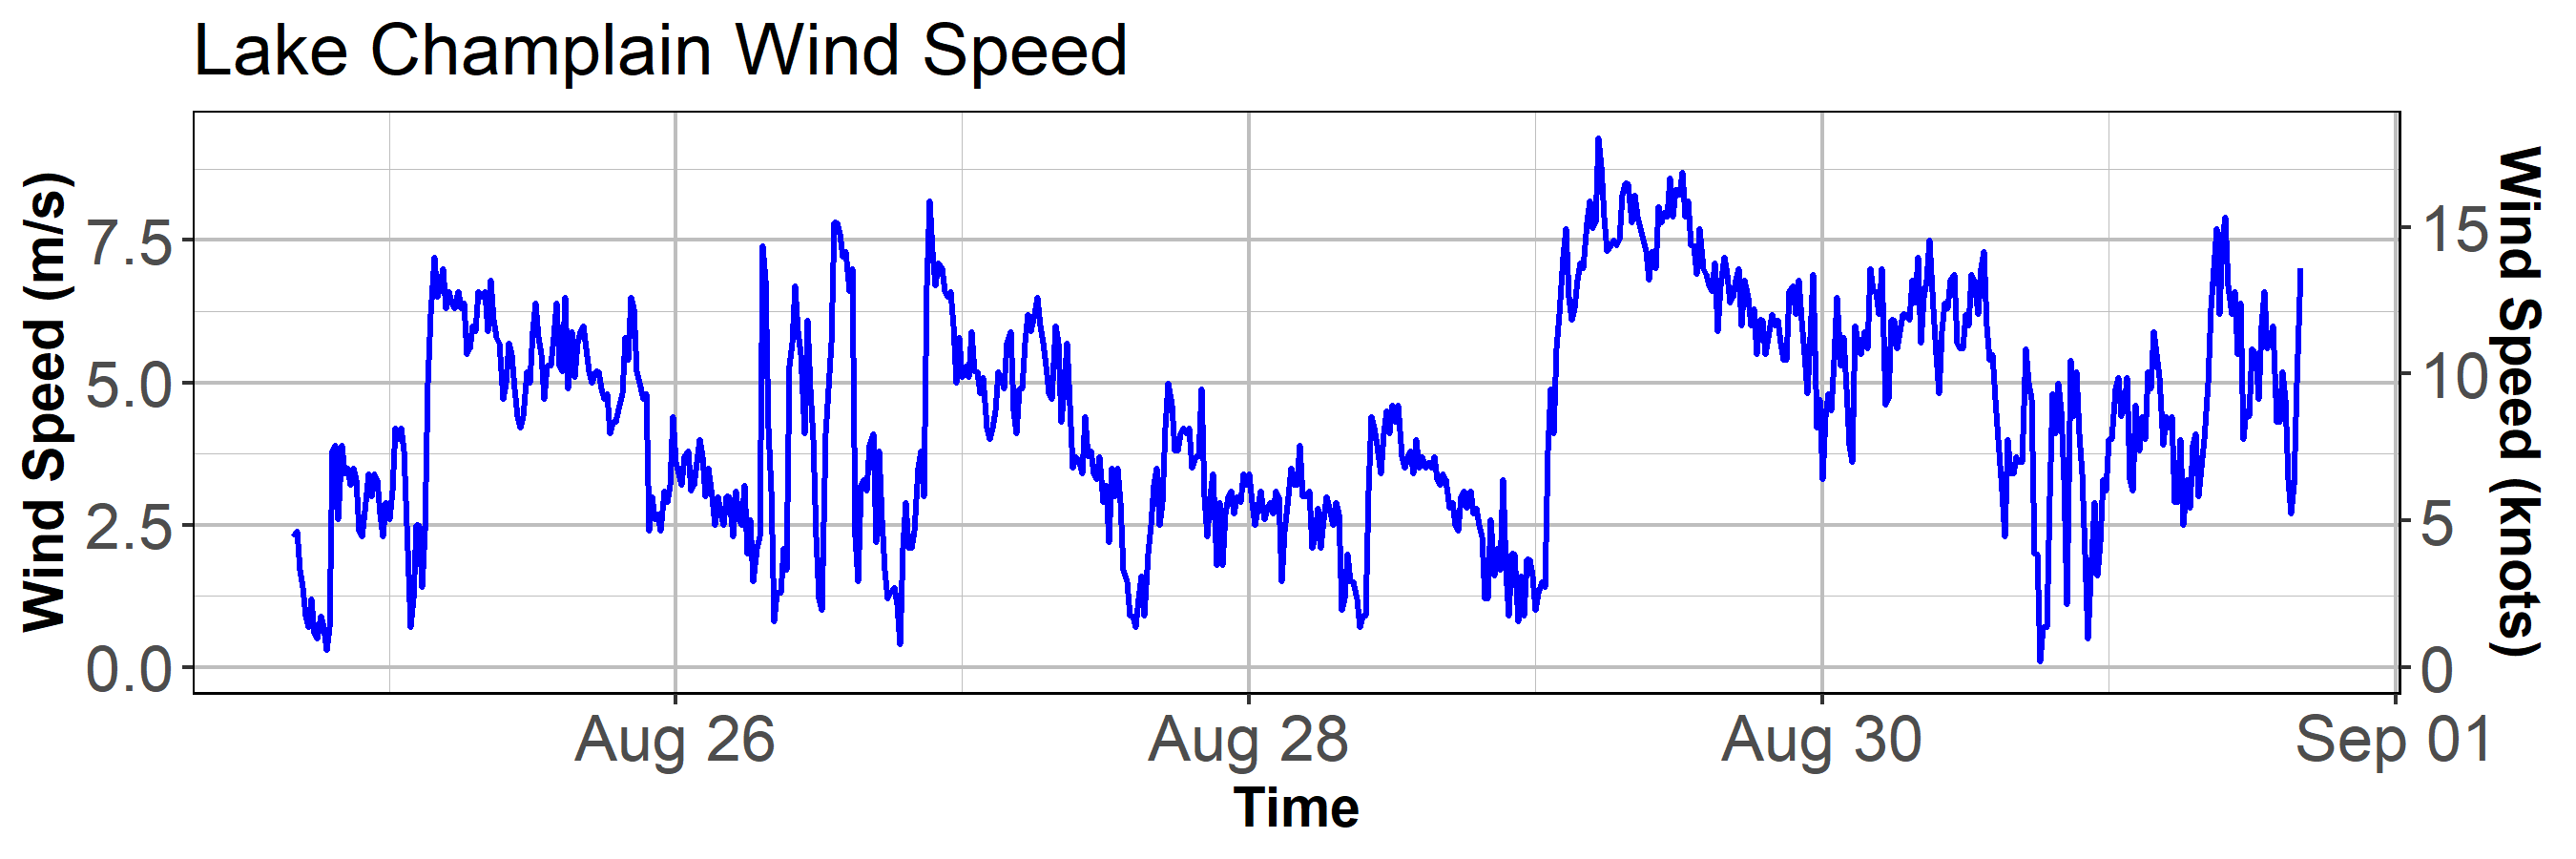 Lake Champlain Wind Speed
Wind Speed (m/s)
7.5
5.0
2.5
0.0
15
10
5
0
Wind Speed (knots)
Aug 26
Aug 28
Aug 30
Sep 01
Time